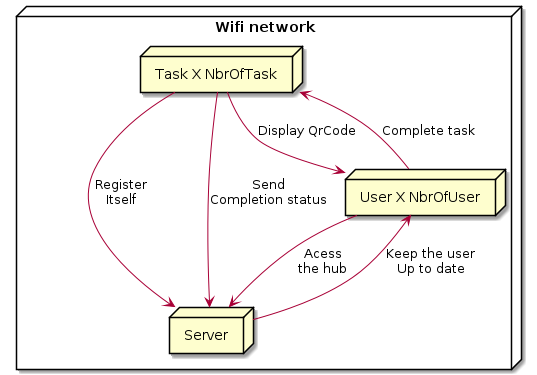 Wifi network
Task X NbrOfTask
Display QrCode
Complete task
Register
Itself
Send
Completion status
User X NbrOfUser
Acess
the hub
Keep the user
Up to date
Server